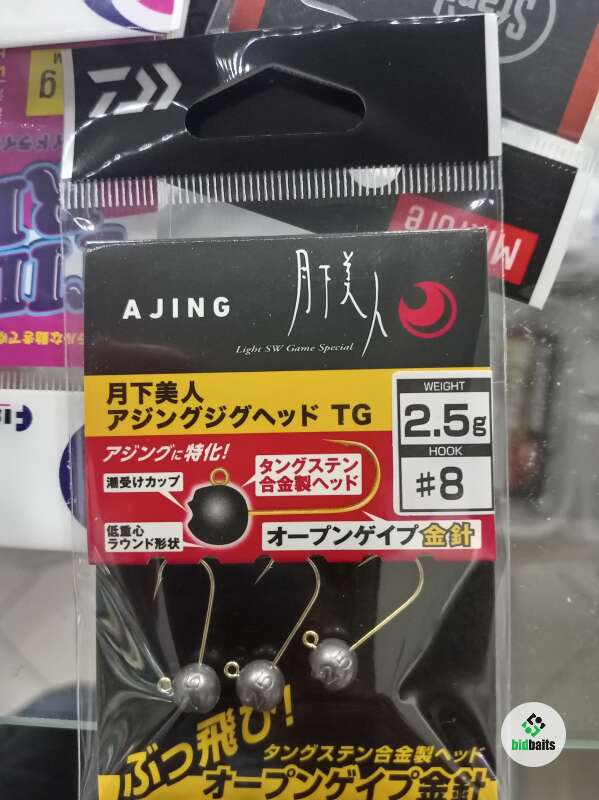 AJING
月下美人
Light SW Game Special
月下美人
アジングジグヘッド TG
WEIGHT
2.5g
HOOK
#8
アジングに特化!
潮受けカップ
タングステン
合金製ヘッド
低重心
ラウンド形状
オープンゲイプ金針
2.5
ぶっ飛び!
タングステン合金製ヘッド
オープンゲイプ金針
bidbaits